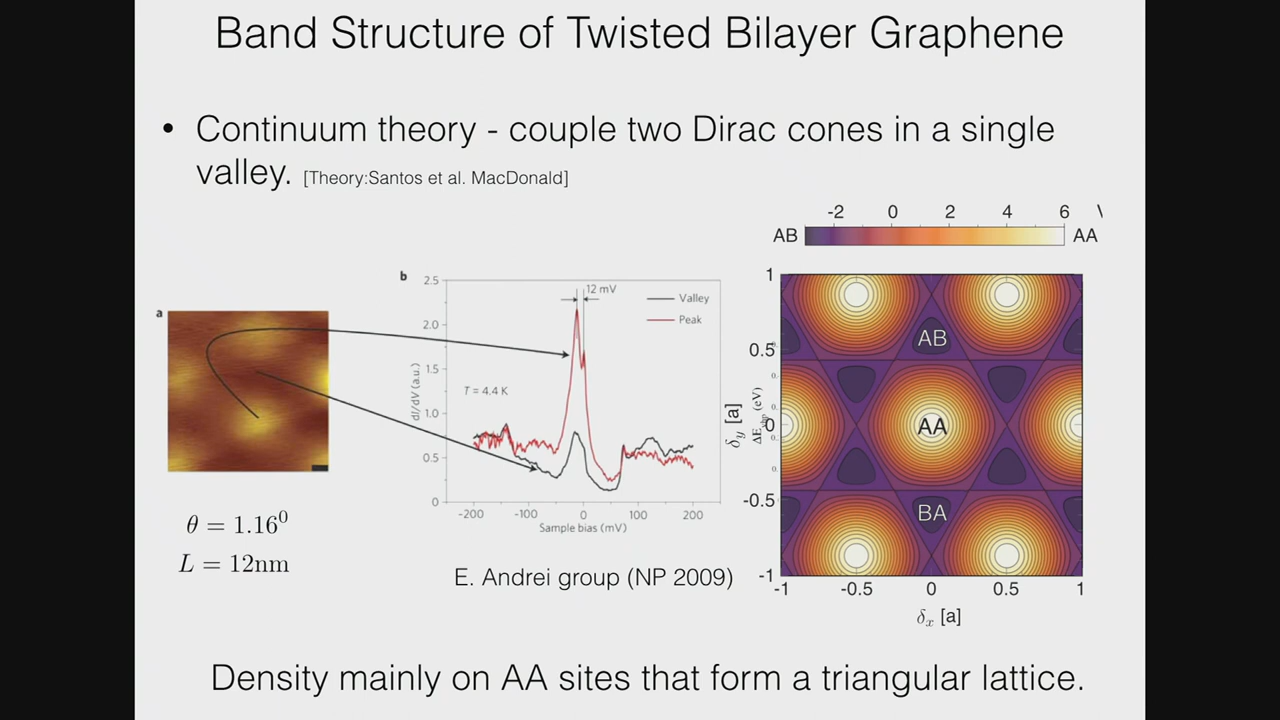 Band Structure of Twisted Bilayer Graphene
• Continuum theory - couple two Dirac cones in a single
valley. [Theory:Santos et al. MacDonald]
-2 0 2 4 6
AB AA
a
θ = 1.16⁰
L = 12nm
b
2.5
2.0
1.5
1.0
0.5
0
dI/dV (a.u.)
12 mV
Valley
Peak
T = 4.4 K
-200 -100 0 100 200
Sample bias (mV)
E. Andrei group (NP 2009)
1
0.5
0
-0.5
-1
δy [a]
AB
AA
BA
-1 -0.5 0 0.5 1
δx [a]
Density mainly on AA sites that form a triangular lattice.